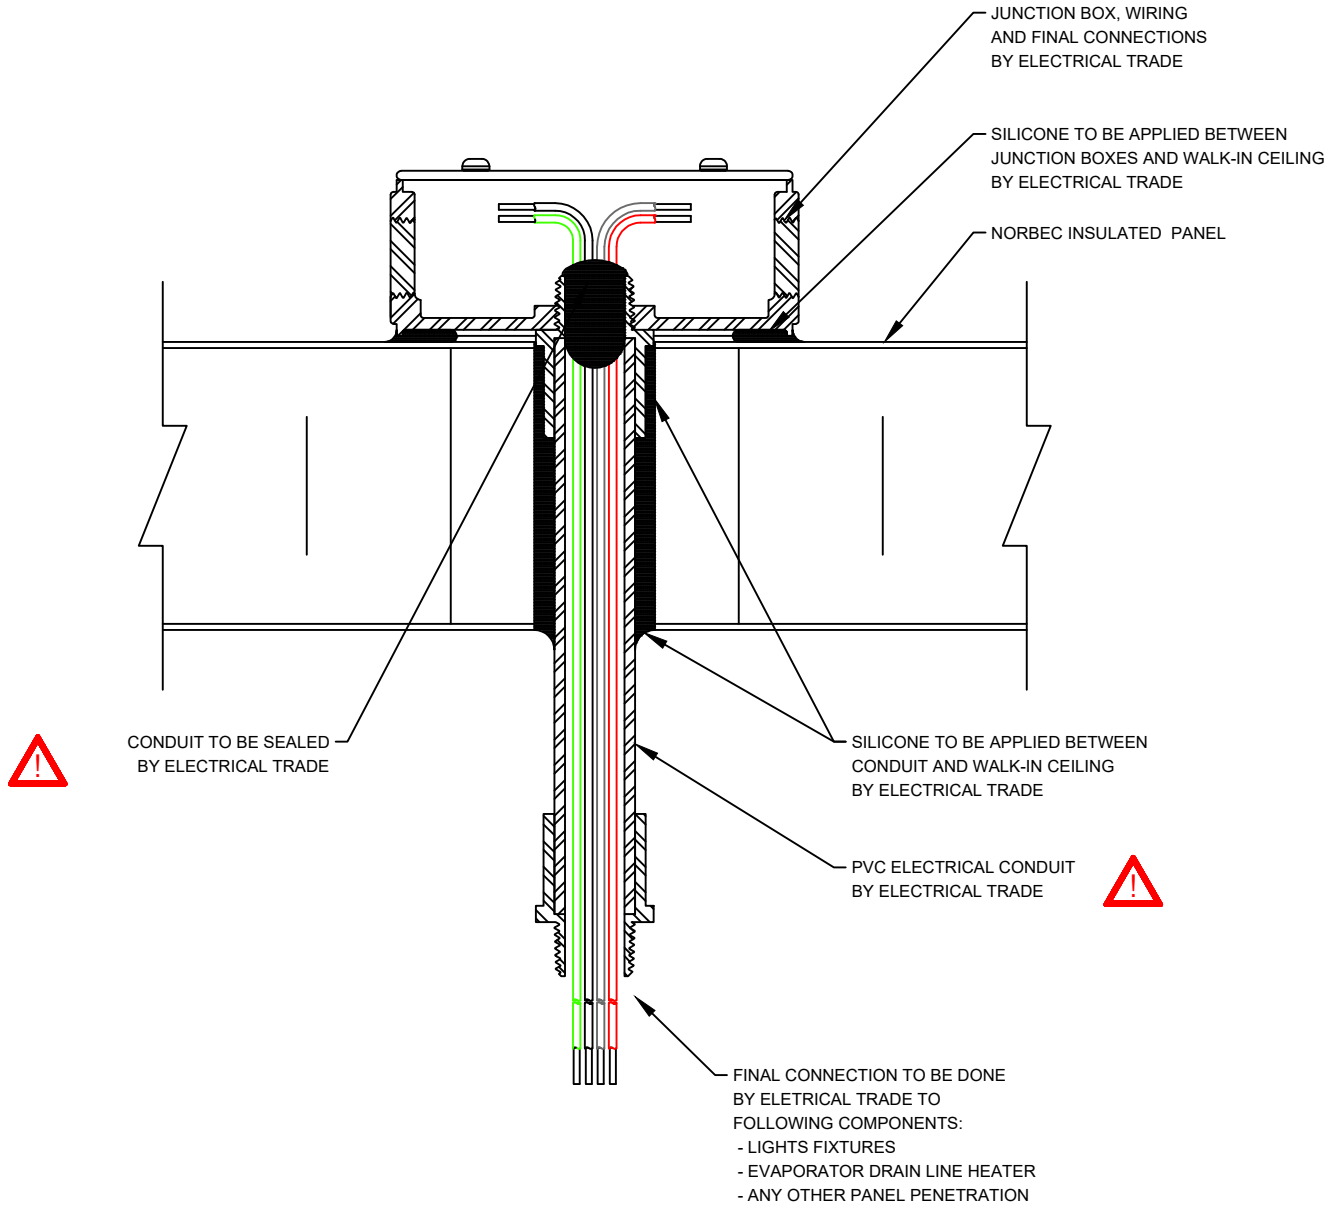 JUNCTION BOX, WIRING
AND FINAL CONNECTIONS
BY ELECTRICAL TRADE
SILICONE TO BE APPLIED BETWEEN
JUNCTION BOXES AND WALK-IN CEILING
BY ELECTRICAL TRADE
NORBEC INSULATED PANEL
CONDUIT TO BE SEALED
BY ELECTRICAL TRADE
!
SILICONE TO BE APPLIED BETWEEN
CONDUIT AND WALK-IN CEILING
BY ELECTRICAL TRADE
PVC ELECTRICAL CONDUIT
BY ELECTRICAL TRADE
!
FINAL CONNECTION TO BE DONE
BY ELETRICAL TRADE TO
FOLLOWING COMPONENTS:
- LIGHTS FIXTURES
- EVAPORATOR DRAIN LINE HEATER
- ANY OTHER PANEL PENETRATION